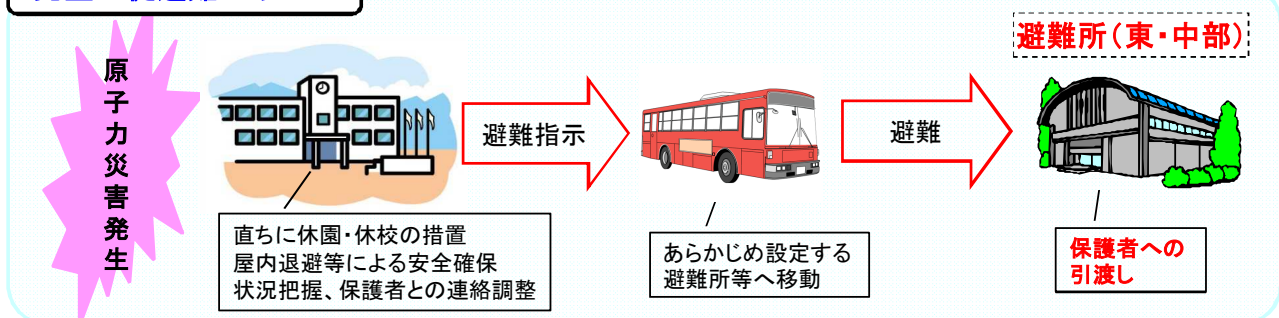 原子力災害発生
避難指示
避難
避難所(東・中部)
直ちに休園・休校の措置
屋内退避等による安全確保
状況把握、保護者との連絡調整
あらかじめ設定する
避難所等へ移動
保護者への
引渡し